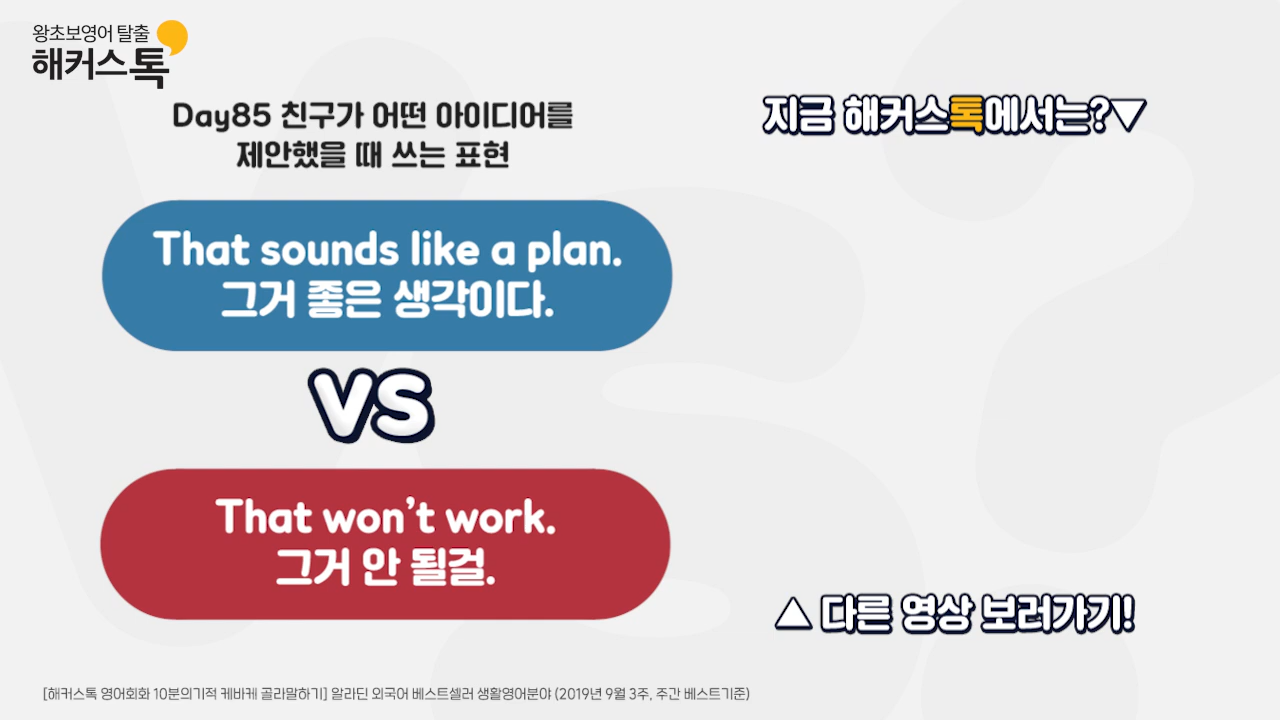 왕초보영어 탈출
해커스톡
Day85 친구가 어떤 아이디어를
제안했을 때 쓰는 표현
That sounds like a plan.
그거 좋은 생각이다.
VS
That won't work.
그거 안 될걸.
지금 해커스톡에서는?▼
▲ 다른 영상 보러가기!
[해커스톡 영어회화 10분의기적 케바케 골라말하기] 알라딘 외국어 베스트셀러 생활영어분야 (2019년 9월 3주, 주간 베스트기준)